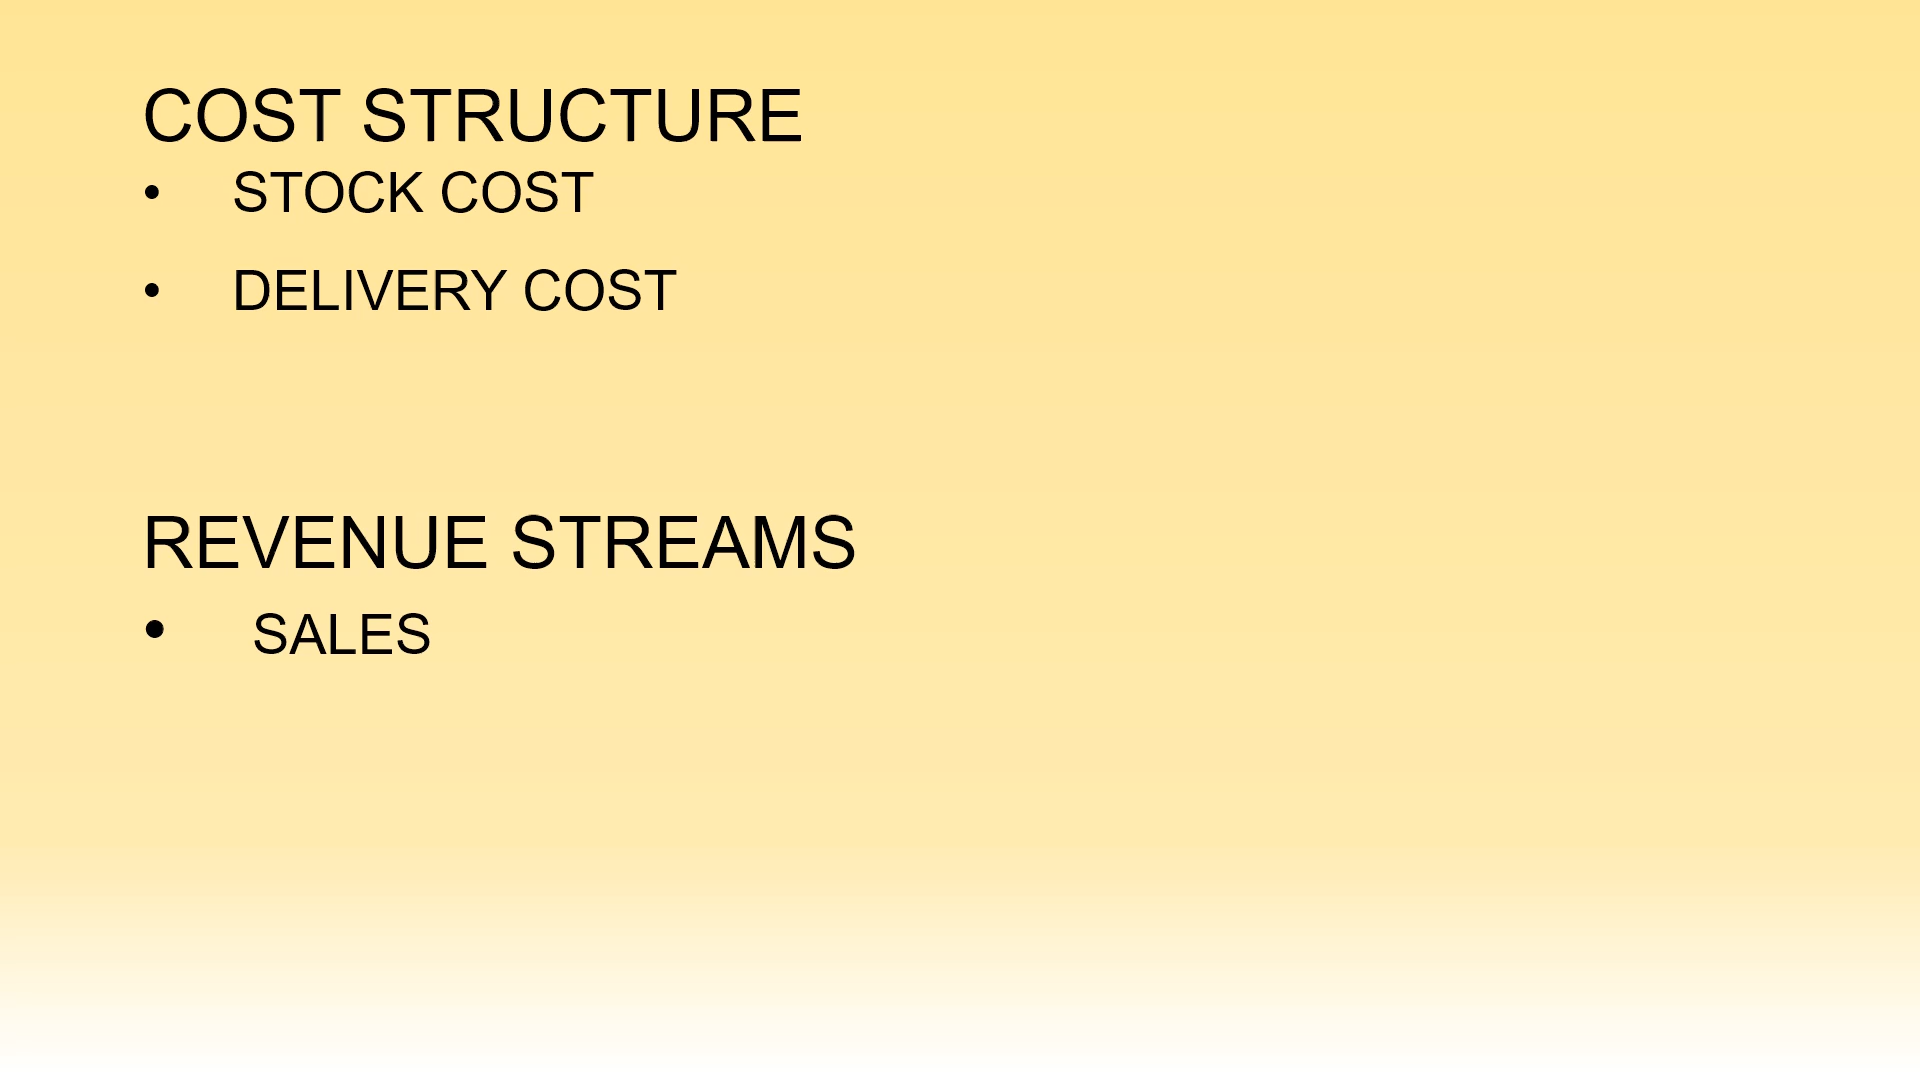 COST STRUCTURE
• STOCK COST
• DELIVERY COST
REVENUE STREAMS
• SALES